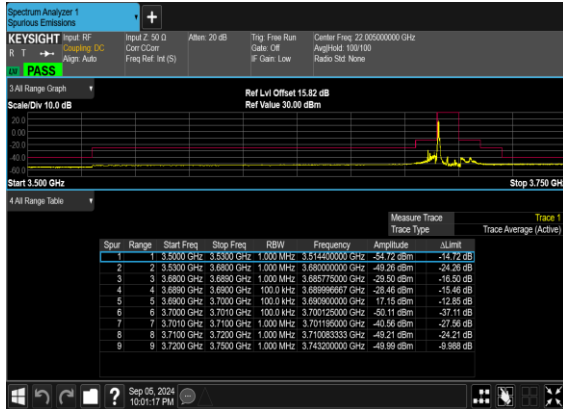 Spectrum Analyzer 1
Spurious Emissions
+
KEYSIGHT Input: RF Input Z: 50 Ω Atten: 20 dB Trig: Free Run Center Freq: 22.005000000 GHz
R T Coupling: DC Corr CCorr Gate: Off Avg|Hold: 100/100
Align: Auto Freq Ref: Int (S) IF Gain: Low Radio Std: None
PASS
3 All Range Graph Ref Lvl Offset 15.82 dB
Scale/Div 10.0 dB Ref Value 30.00 dBm
20.0
0.00
-20.0
-40.0
-60.0
Start 3.500 GHz Stop 3.750 GH
4 All Range Table
Measure Trace Trace 1
Trace Type Trace Average (Active)
Spur Range Start Freq Stop Freq RBW Frequency Amplitude ΔLimit
1 1 3.5000 GHz 3.5300 GHz 1.000 MHz 3.514400000 GHz -54.72 dBm -14.72 dB
2 2 3.5300 GHz 3.6800 GHz 1.000 MHz 3.680000000 GHz -49.26 dBm -24.26 dB
3 3 3.6800 GHz 3.6890 GHz 1.000 MHz 3.685775000 GHz -29.50 dBm -16.50 dB
4 4 3.6890 GHz 3.6900 GHz 100.0 kHz 3.689996667 GHz -28.46 dBm -15.46 dB
5 5 3.6900 GHz 3.7000 GHz 100.0 kHz 3.690900000 GHz 17.15 dBm -12.85 dB
6 6 3.7000 GHz 3.7010 GHz 100.0 kHz 3.700125000 GHz -50.11 dBm -37.11 dB
7 7 3.7010 GHz 3.7100 GHz 1.000 MHz 3.701195000 GHz -40.56 dBm -27.56 dB
8 8 3.7100 GHz 3.7200 GHz 1.000 MHz 3.710083333 GHz -49.21 dBm -24.21 dB
9 9 3.7200 GHz 3.7500 GHz 1.000 MHz 3.743200000 GHz -49.99 dBm -9.988 dB
? Sep 05, 2024
10:01:17 PM